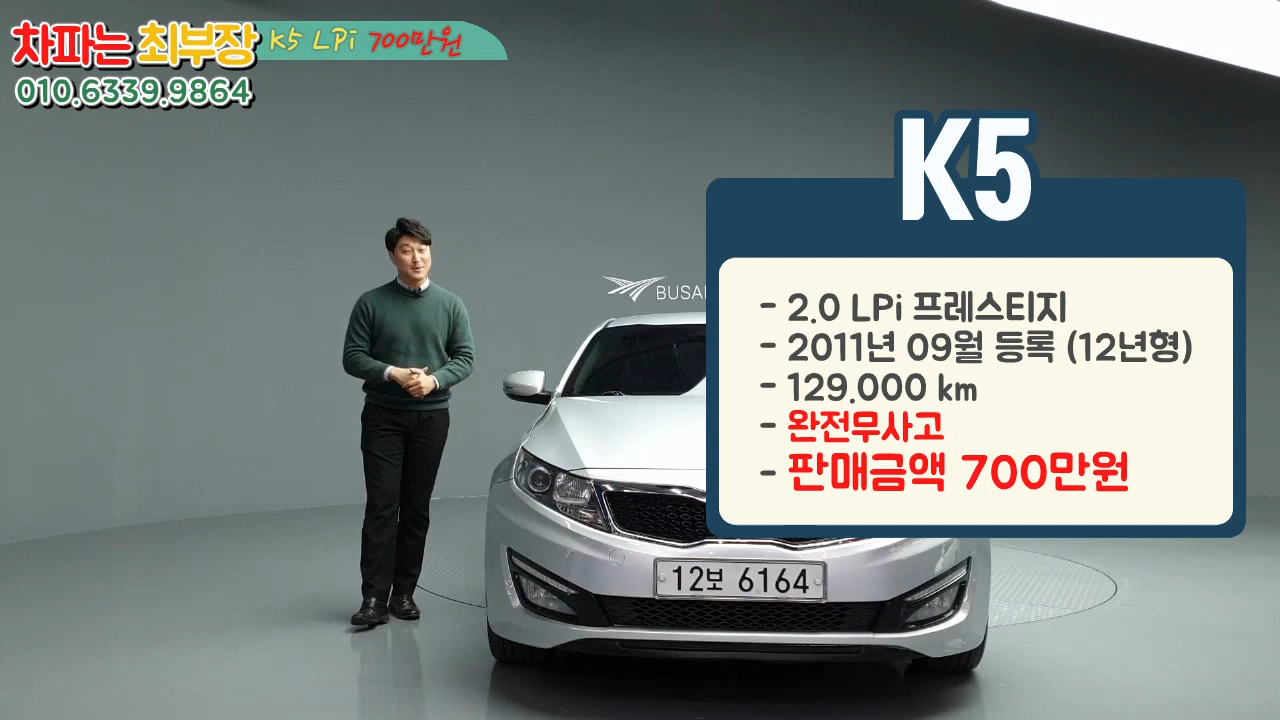 차파는 최부장 K5 LPi 700만원
010.6339.9864
K5
BUSA
- 2.0 LPi 프레스티지
- 2011년 09월 등록 (12년형)
- 129.000 km
- 완전무사고
- 판매금액 700만원
12보 6164